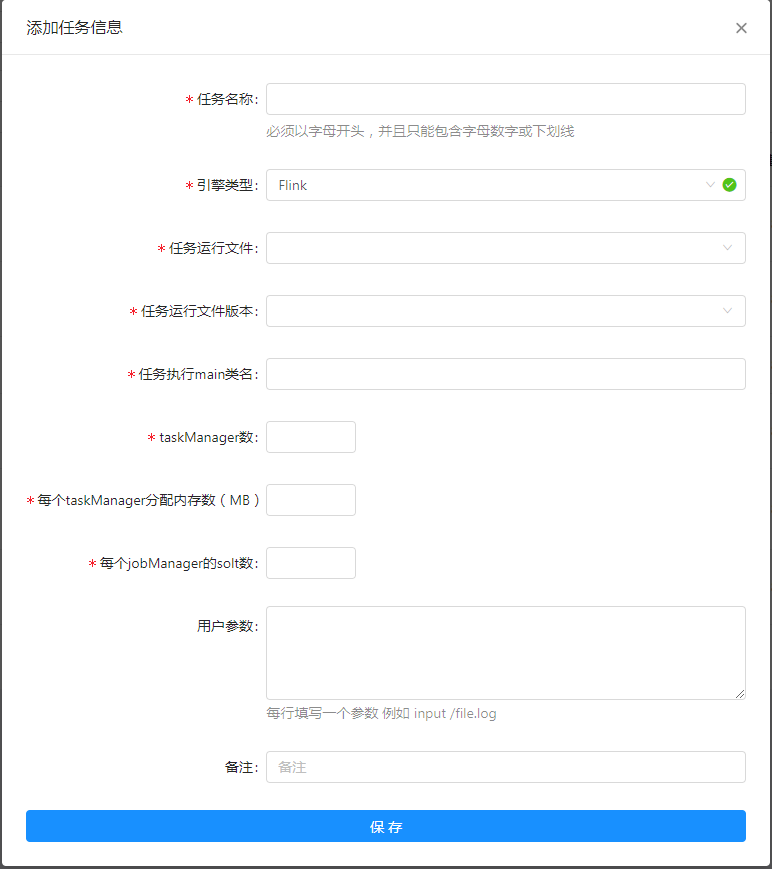 添加任务信息
* 任务名称:
必须以字母开头，并且只能包含字母数字或下划线
* 引擎类型: Flink
* 任务运行文件:
* 任务运行文件版本:
* 任务执行main类名:
* taskManager数:
* 每个taskManager分配内存数（MB）
* 每个jobManager的solt数:
用户参数:
每行填写一个参数 例如 input /file.log
备注: 备注
保 存